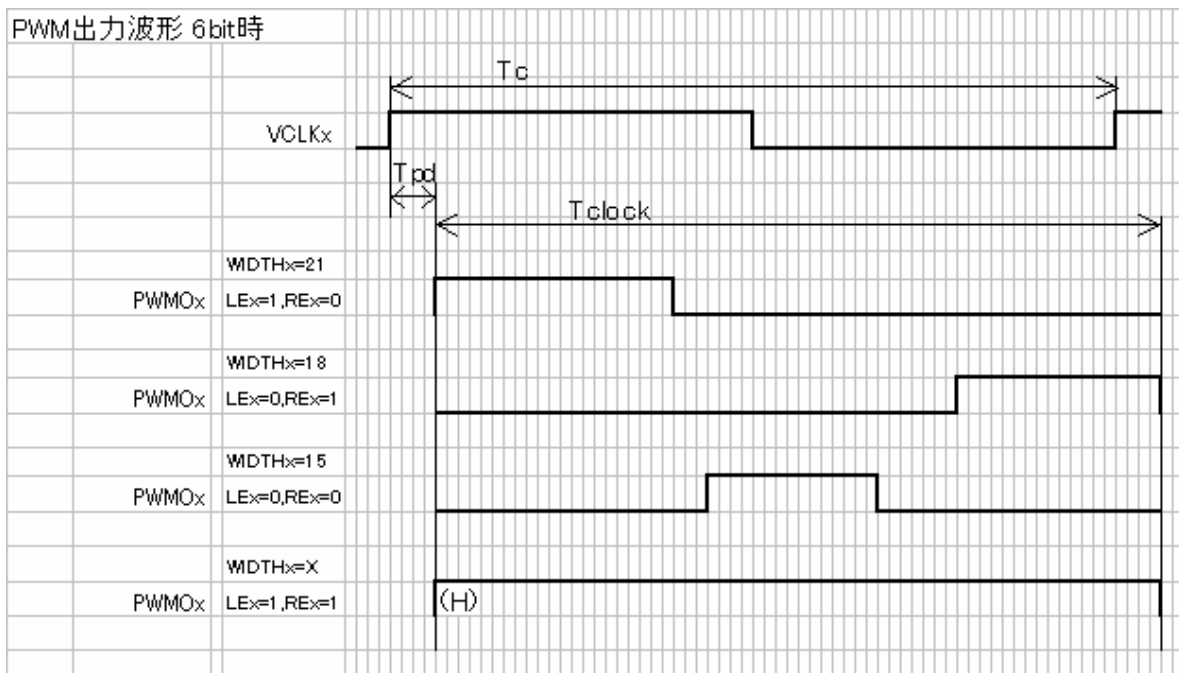 PWM出力波形 6bit時
Tc
VCLKx
Tpd
Tclock
WIDTHx=21
PWMOx LEx=1,REx=0
WIDTHx=18
PWMOx LEx=0,REx=1
WIDTHx=15
PWMOx LEx=0,REx=0
WIDTHx=X
PWMOx LEx=1,REx=1 (H)